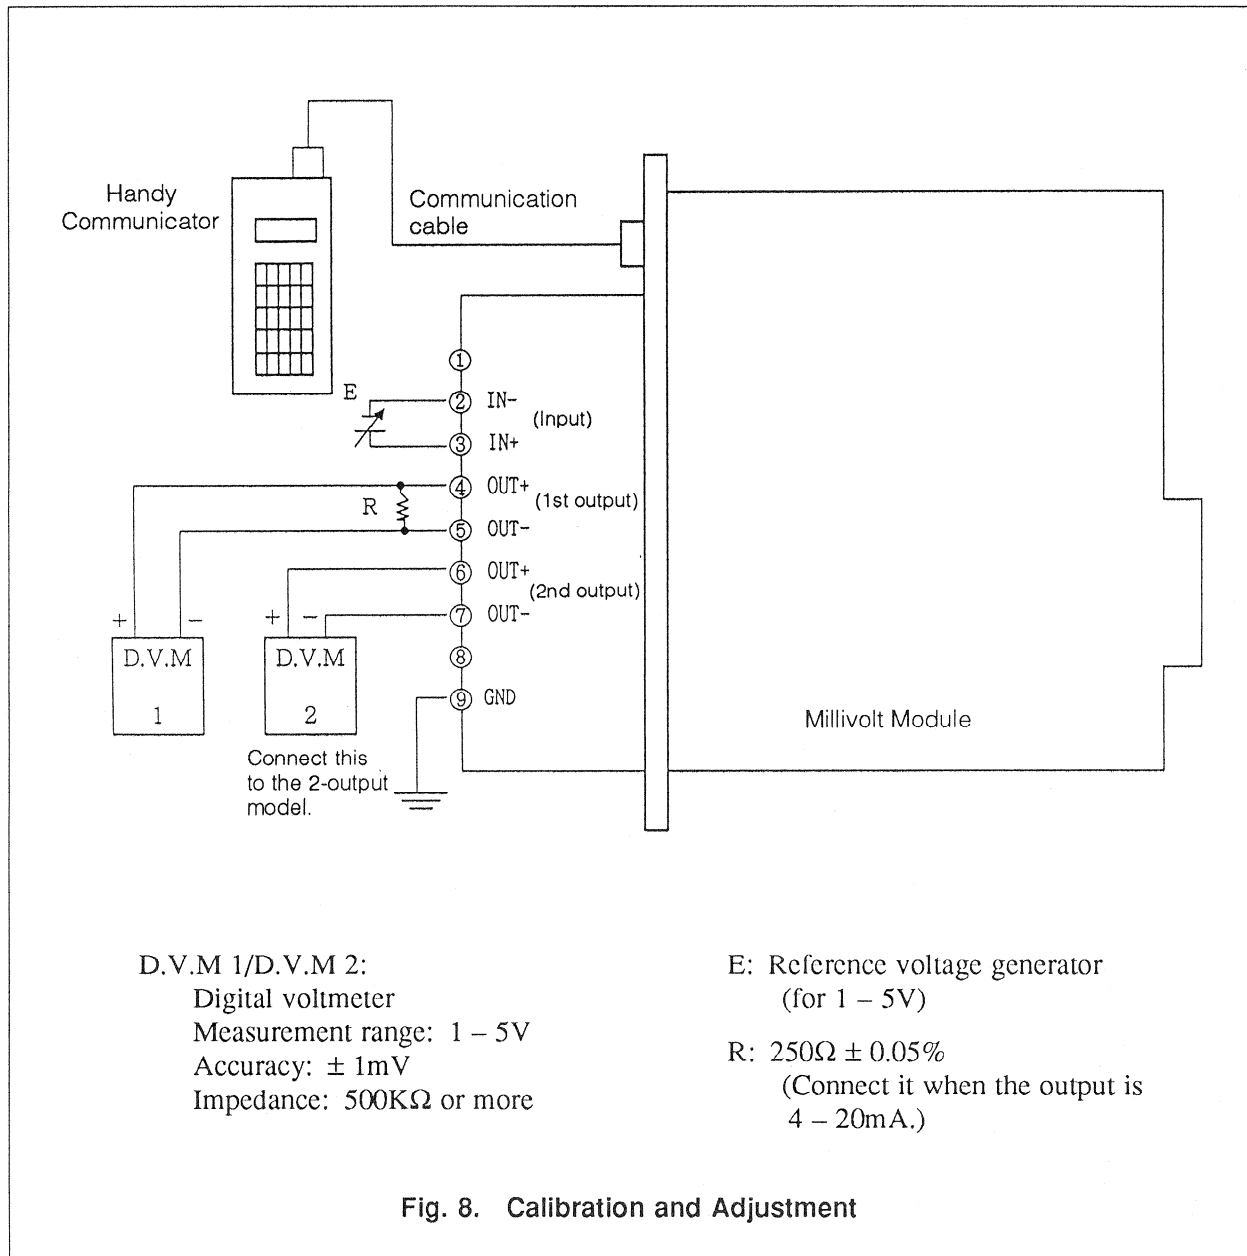 Handy
Communicator
Communication
cable
①
E
② IN-
(Input)
③ IN+
④ OUT+
(1st output)
R
⑤ OUT-
⑥ OUT+
(2nd output)
⑦ OUT-
+ − + −
D.V.M
1
D.V.M
2
⑧
⑨ GND
Millivolt Module
Connect this
to the 2-output
model.
D.V.M 1/D.V.M 2:
Digital voltmeter
Measurement range: 1 – 5V
Accuracy: ± 1mV
Impedance: 500KΩ or more
E: Reference voltage generator
(for 1 – 5V)
R: 250Ω ± 0.05%
(Connect it when the output is
4 – 20mA.)
Fig. 8. Calibration and Adjustment